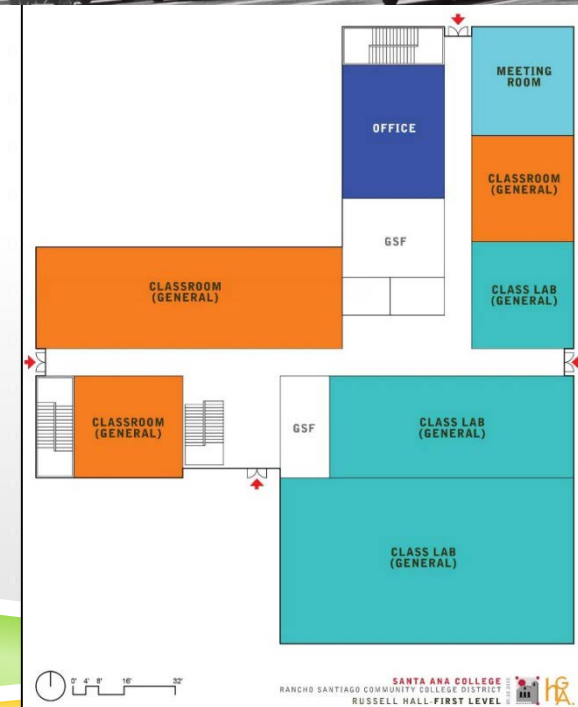 MEETING
ROOM
OFFICE
CLASSROOM
(GENERAL)
GSF
CLASS LAB
(GENERAL)
CLASSROOM
(GENERAL)
CLASSROOM
(GENERAL)
GSF
CLASS LAB
(GENERAL)
CLASS LAB
(GENERAL)
0' 4' 8' 16' 32'
SANTA ANA COLLEGE
RANCHO SANTIAGO COMMUNITY COLLEGE DISTRICT
RUSSELL HALL-FIRST LEVEL
HGA